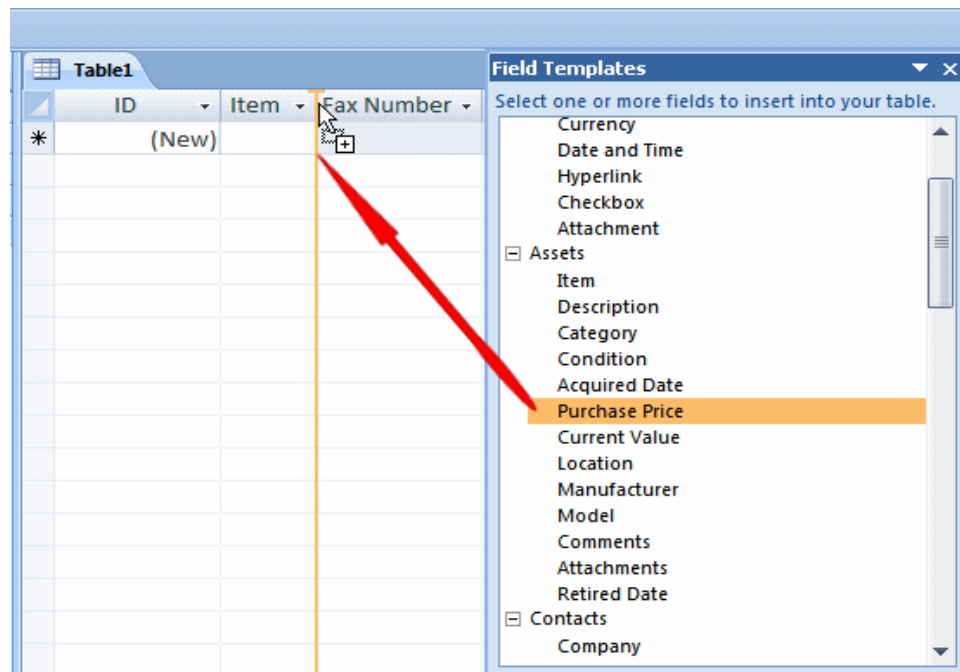 Table1
ID Item Fax Number
(New)
Field Templates
Select one or more fields to insert into your table.
Currency
Date and Time
Hyperlink
Checkbox
Attachment
Assets
Item
Description
Category
Condition
Acquired Date
Purchase Price
Current Value
Location
Manufacturer
Model
Comments
Attachments
Retired Date
Contacts
Company